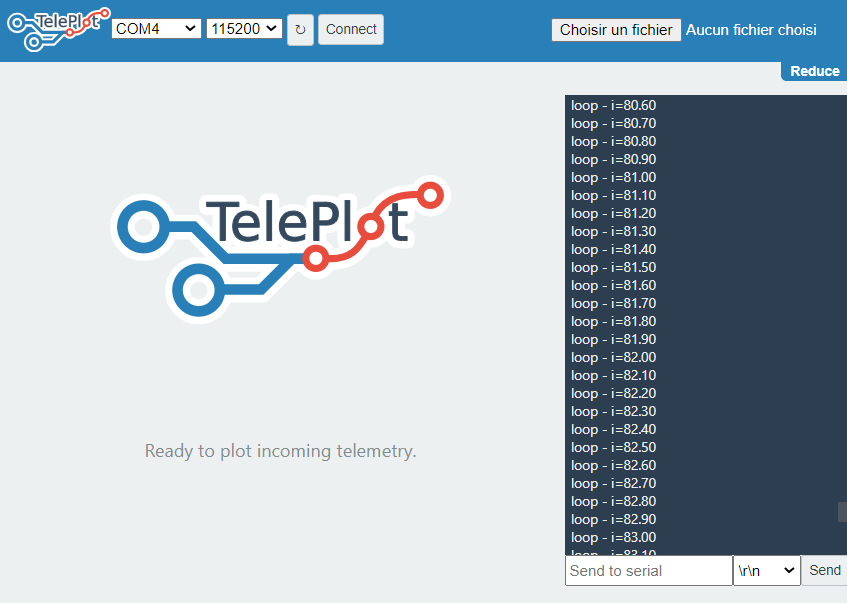 TelePlot
COM4
115200
↻
Connect
Choisir un fichier
Aucun fichier choisi
Reduce
TelePlot
Ready to plot incoming telemetry.
loop - i=80.60
loop - i=80.70
loop - i=80.80
loop - i=80.90
loop - i=81.00
loop - i=81.10
loop - i=81.20
loop - i=81.30
loop - i=81.40
loop - i=81.50
loop - i=81.60
loop - i=81.70
loop - i=81.80
loop - i=81.90
loop - i=82.00
loop - i=82.10
loop - i=82.20
loop - i=82.30
loop - i=82.40
loop - i=82.50
loop - i=82.60
loop - i=82.70
loop - i=82.80
loop - i=82.90
loop - i=83.00
loop - i=83.10
Send to serial
\r\n
Send